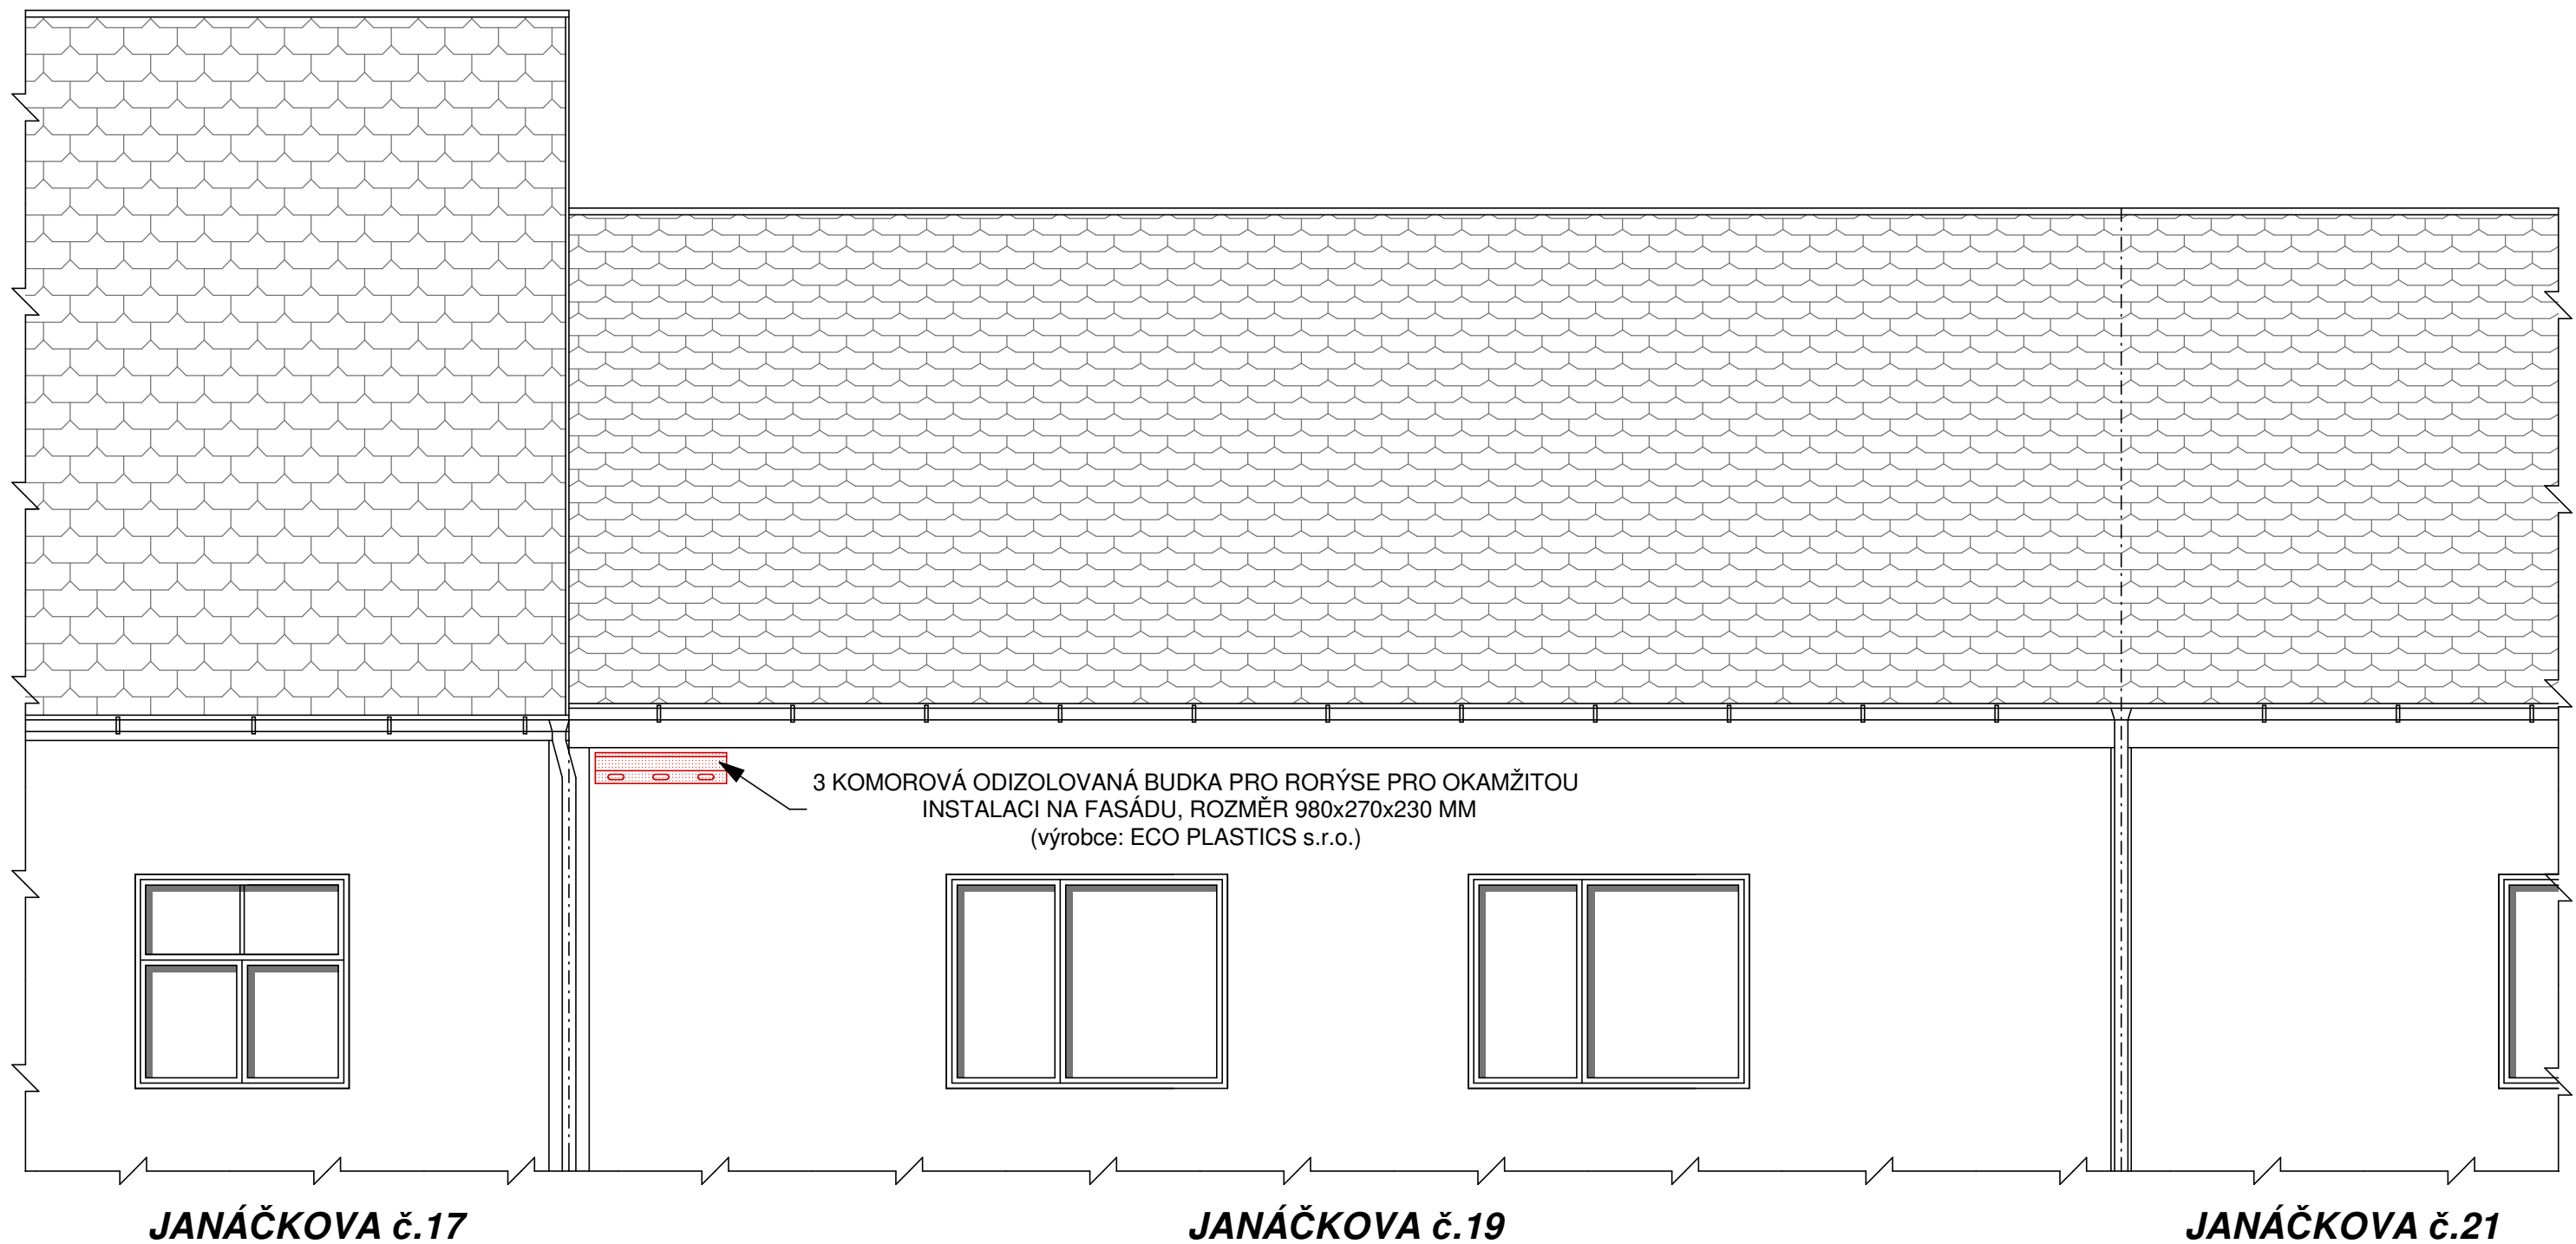 3 KOMOROVÁ ODIZOLOVANÁ BUDKA PRO RORÝSE PRO OKAMŽITOU
INSTALACI NA FASÁDU, ROZMĚR 980x270x230 MM
(výrobce: ECO PLASTICS s.r.o.)
JANÁČKOVA č.17
JANÁČKOVA č.19
JANÁČKOVA č.21